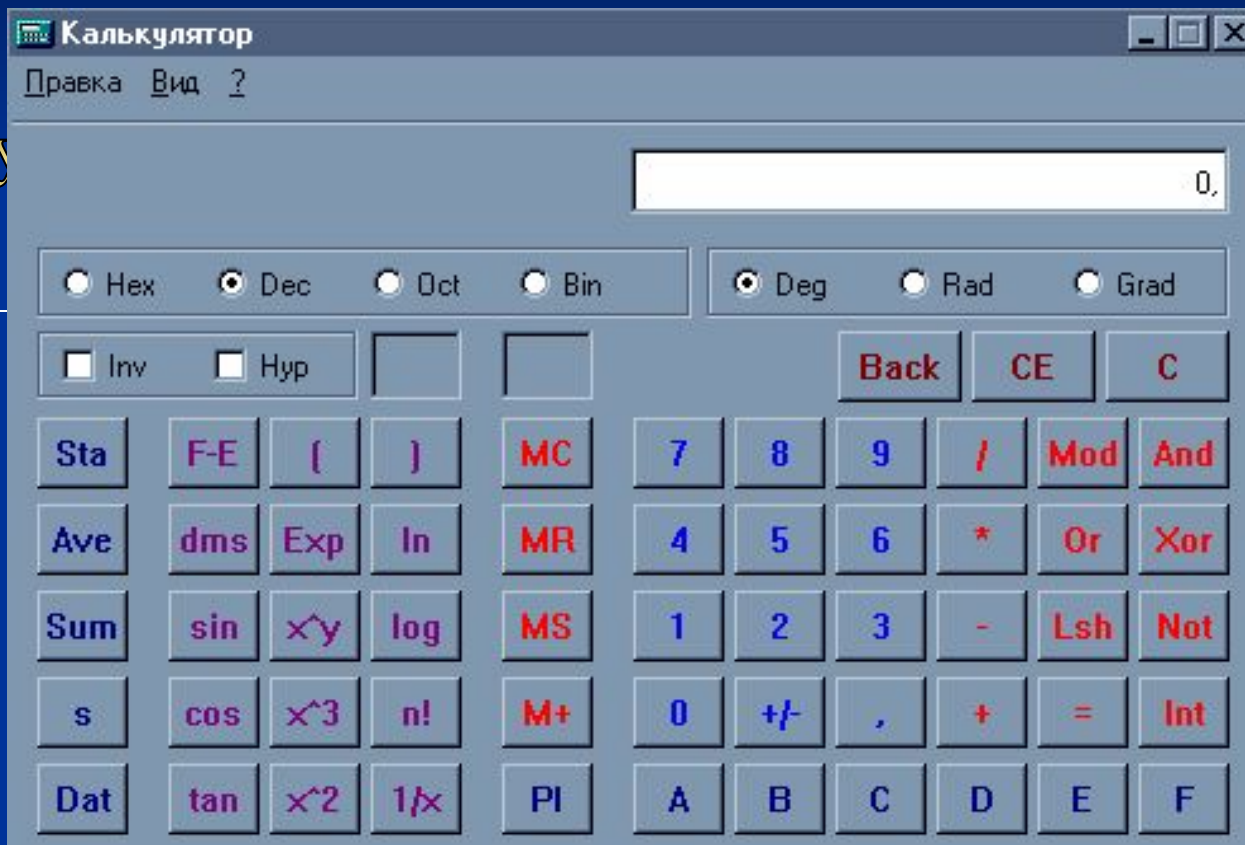 Калькулятор
Правка Вид ?
у
0,
Hex Dec Oct Bin Deg Rad Grad
Inv Hyp Back CE C
Sta F-E ( ) MC 7 8 9 / Mod And
Ave dms Exp ln MR 4 5 6 * Or Xor
Sum sin x^y log MS 1 2 3 - Lsh Not
s cos x^3 n! M+ 0 +/- , + = Int
Dat tan x^2 1/x PI A B C D E F